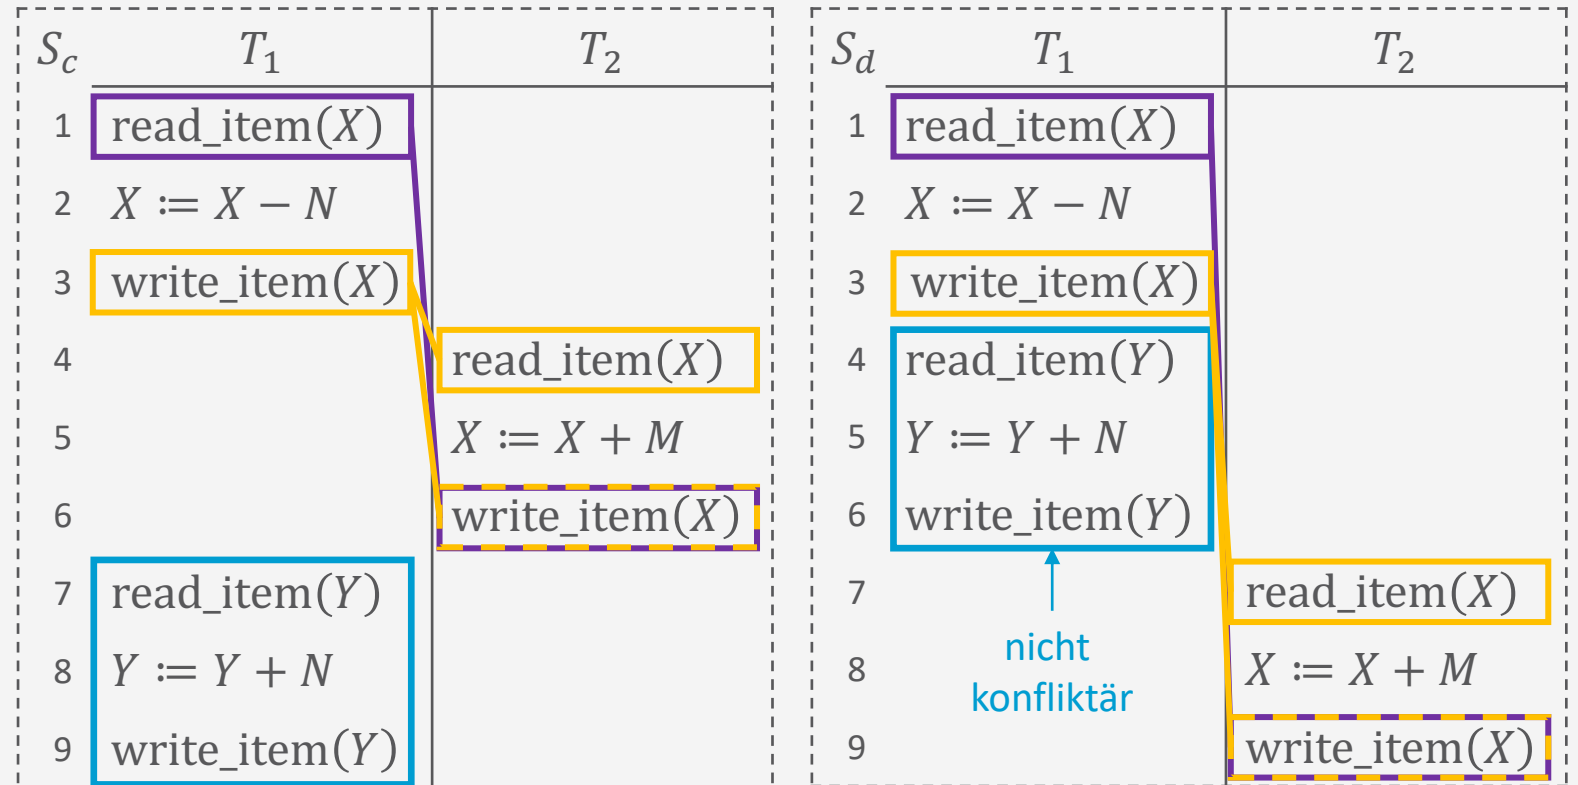 S_c T_1 T_2
1 read_item(X)
2 X ≔ X − N
3 write_item(X)
4 read_item(X)
5 X ≔ X + M
6 write_item(X)
7 read_item(Y)
8 Y ≔ Y + N
9 write_item(Y)
S_d T_1 T_2
1 read_item(X)
2 X ≔ X − N
3 write_item(X)
4 read_item(Y)
5 Y ≔ Y + N
6 write_item(Y)
nicht
konfliktär
7 read_item(X)
8 X ≔ X + M
9 write_item(X)